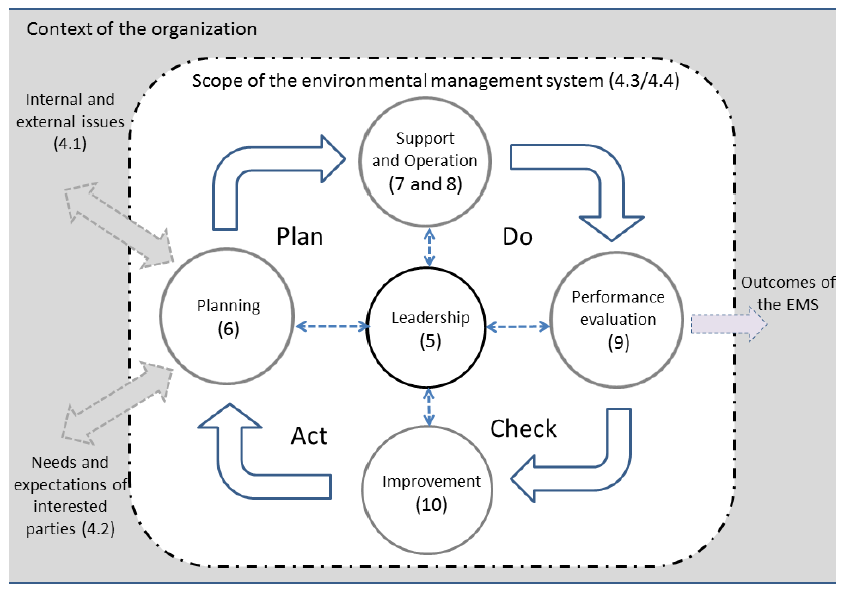 Context of the organization
Scope of the environmental management system (4.3/4.4)
Internal and
external issues
(4.1)
Support
and Operation
(7 and 8)
Plan
Do
Planning
(6)
Leadership
(5)
Performance
evaluation
(9)
Outcomes of
the EMS
Act
Check
Needs and
expectations of
interested
parties (4.2)
Improvement
(10)